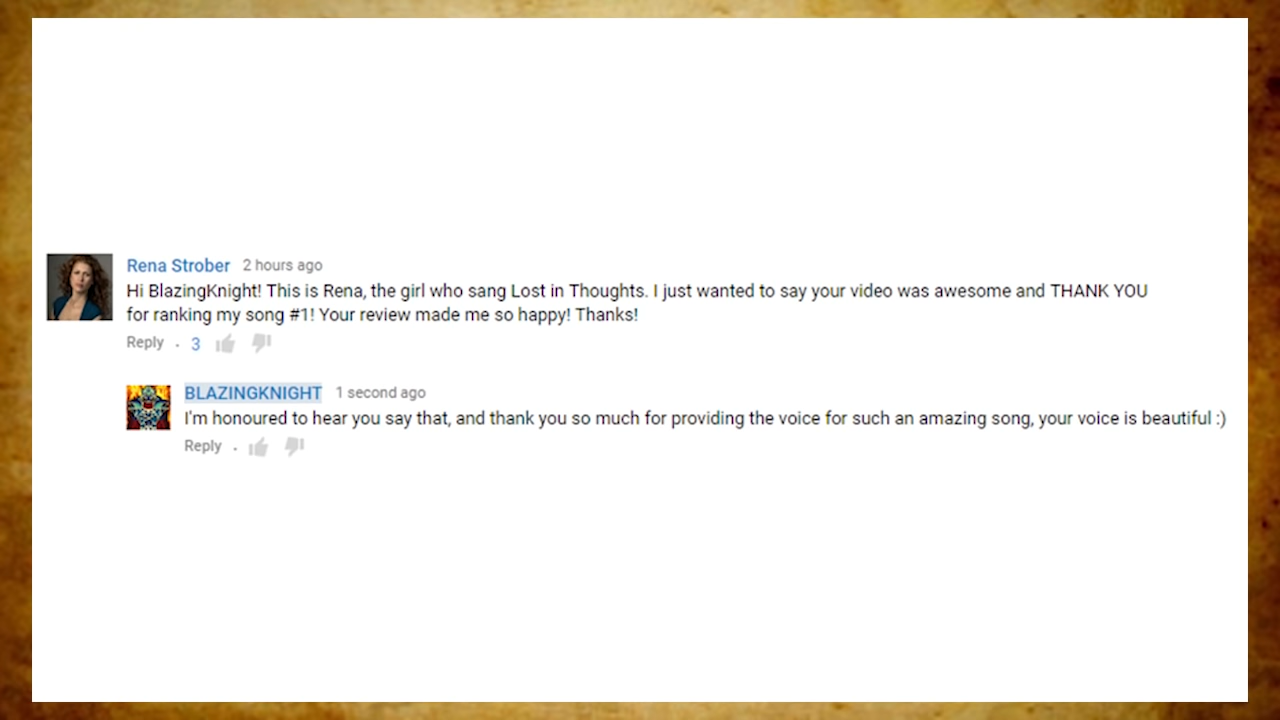 Rena Strober 2 hours ago
Hi BlazingKnight! This is Rena, the girl who sang Lost in Thoughts. I just wanted to say your video was awesome and THANK YOU
for ranking my song #1! Your review made me so happy! Thanks!
Reply · 3
BLAZINGKNIGHT 1 second ago
I'm honoured to hear you say that, and thank you so much for providing the voice for such an amazing song, your voice is beautiful :)
Reply ·